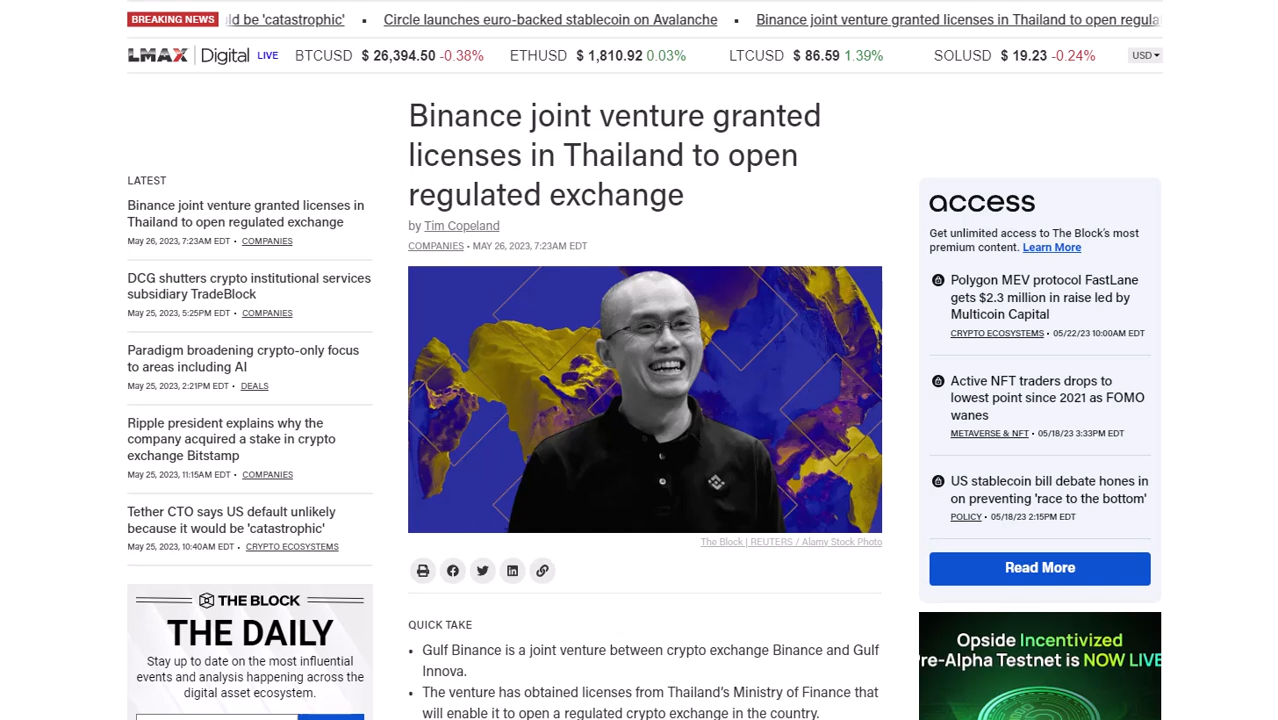 BREAKING NEWS
ld be 'catastrophic' ▪ Circle launches euro-backed stablecoin on Avalanche ▪ Binance joint venture granted licenses in Thailand to open regula
LMAX Digital LIVE BTCUSD $ 26,394.50 -0.38% ETHUSD $ 1,810.92 0.03% LTCUSD $ 86.59 1.39% SOLUSD $ 19.23 -0.24% USD
LATEST
Binance joint venture granted licenses in
Thailand to open regulated exchange
May 26, 2023, 7:23AM EDT • COMPANIES
DCG shutters crypto institutional services
subsidiary TradeBlock
May 25, 2023, 5:25PM EDT • COMPANIES
Paradigm broadening crypto-only focus
to areas including AI
May 25, 2023, 2:21PM EDT • DEALS
Ripple president explains why the
company acquired a stake in crypto
exchange Bitstamp
May 25, 2023, 11:15AM EDT • COMPANIES
Tether CTO says US default unlikely
because it would be 'catastrophic'
May 25, 2023, 10:40AM EDT • CRYPTO ECOSYSTEMS
THE BLOCK
THE DAILY
Stay up to date on the most influential
events and analysis happening across the
digital asset ecosystem.
Binance joint venture granted
licenses in Thailand to open
regulated exchange
by Tim Copeland
COMPANIES • MAY 26, 2023, 7:23AM EDT
The Block | REUTERS / Alamy Stock Photo
QUICK TAKE
• Gulf Binance is a joint venture between crypto exchange Binance and Gulf
Innova.
• The venture has obtained licenses from Thailand's Ministry of Finance that
will enable it to open a regulated crypto exchange in the country.
access
Get unlimited access to The Block's most
premium content. Learn More
Polygon MEV protocol FastLane
gets $2.3 million in raise led by
Multicoin Capital
CRYPTO ECOSYSTEMS • 05/22/23 10:00AM EDT
Active NFT traders drops to
lowest point since 2021 as FOMO
wanes
METAVERSE & NFT • 05/18/23 3:33PM EDT
US stablecoin bill debate hones in
on preventing 'race to the bottom'
POLICY • 05/18/23 2:15PM EDT
Read More
Opside Incentivized
re-Alpha Testnet is NOW LIVE